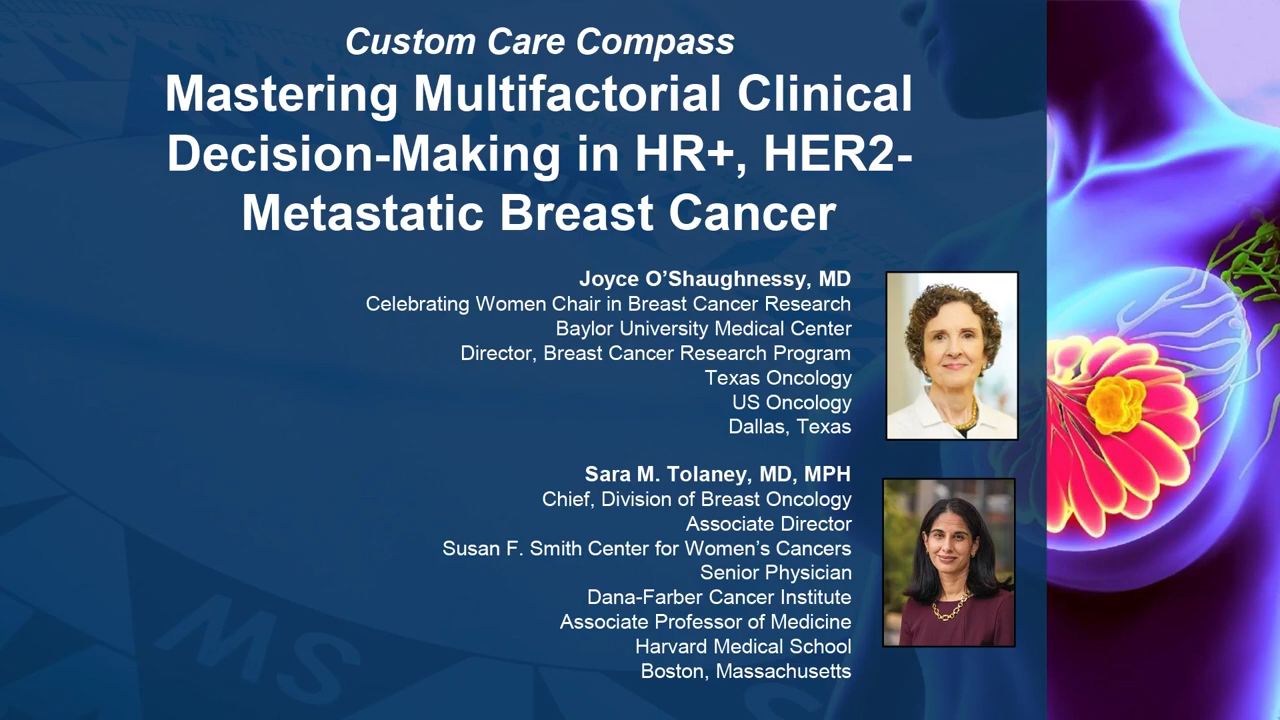 Custom Care Compass
Mastering Multifactorial Clinical
Decision-Making in HR+, HER2-
Metastatic Breast Cancer
Joyce O'Shaughnessy, MD
Celebrating Women Chair in Breast Cancer Research
Baylor University Medical Center
Director, Breast Cancer Research Program
Texas Oncology
US Oncology
Dallas, Texas
Sara M. Tolaney, MD, MPH
Chief, Division of Breast Oncology
Associate Director
Susan F. Smith Center for Women's Cancers
Senior Physician
Dana-Farber Cancer Institute
Associate Professor of Medicine
Harvard Medical School
Boston, Massachusetts
MS